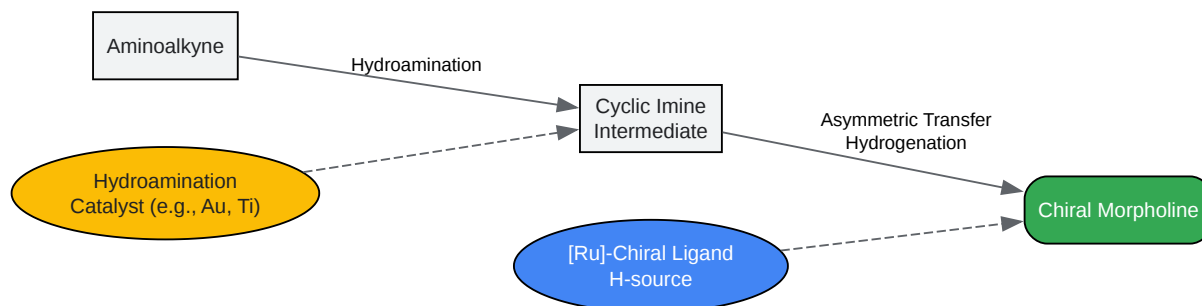 Aminoalkyne
Hydroamination
Cyclic Imine
Intermediate
Asymmetric Transfer
Hydrogenation
Hydroamination
Catalyst (e.g., Au, Ti)
Chiral Morpholine
[Ru]-Chiral Ligand
H-source